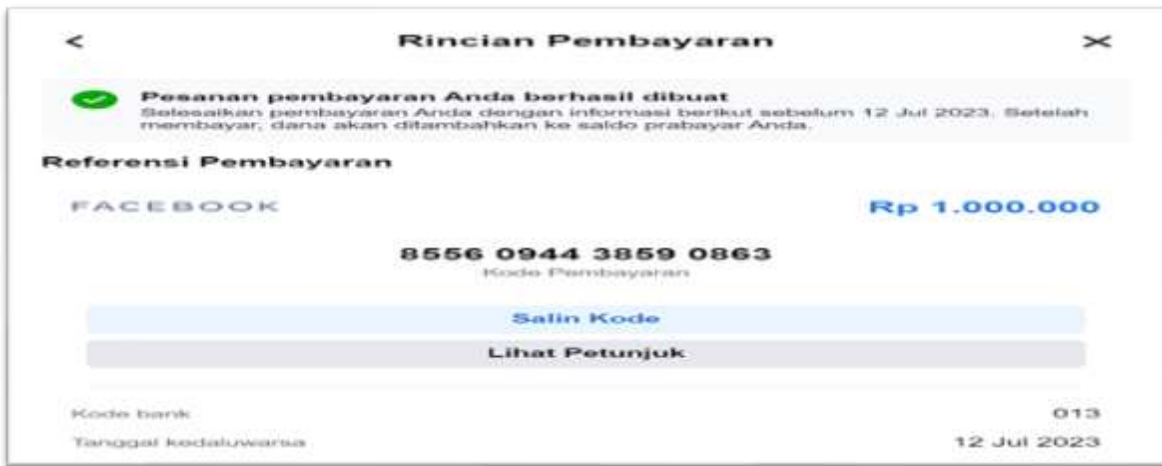 Rincian Pembayaran
Pesanan pembayaran Anda berhasil dibuat
Selesaikan pembayaran Anda dengan informasi berikut sebelum 12 Jul 2023. Setelah
membayar, dana akan ditambahkan ke saldo prabayar Anda.
Referensi Pembayaran
FACEBOOK Rp 1.000.000
8556 0944 3859 0863
Kode Pembayaran
Salin Kode
Lihat Petunjuk
Kode bank 013
Tanggal kedaluwarsa 12 Jul 2023